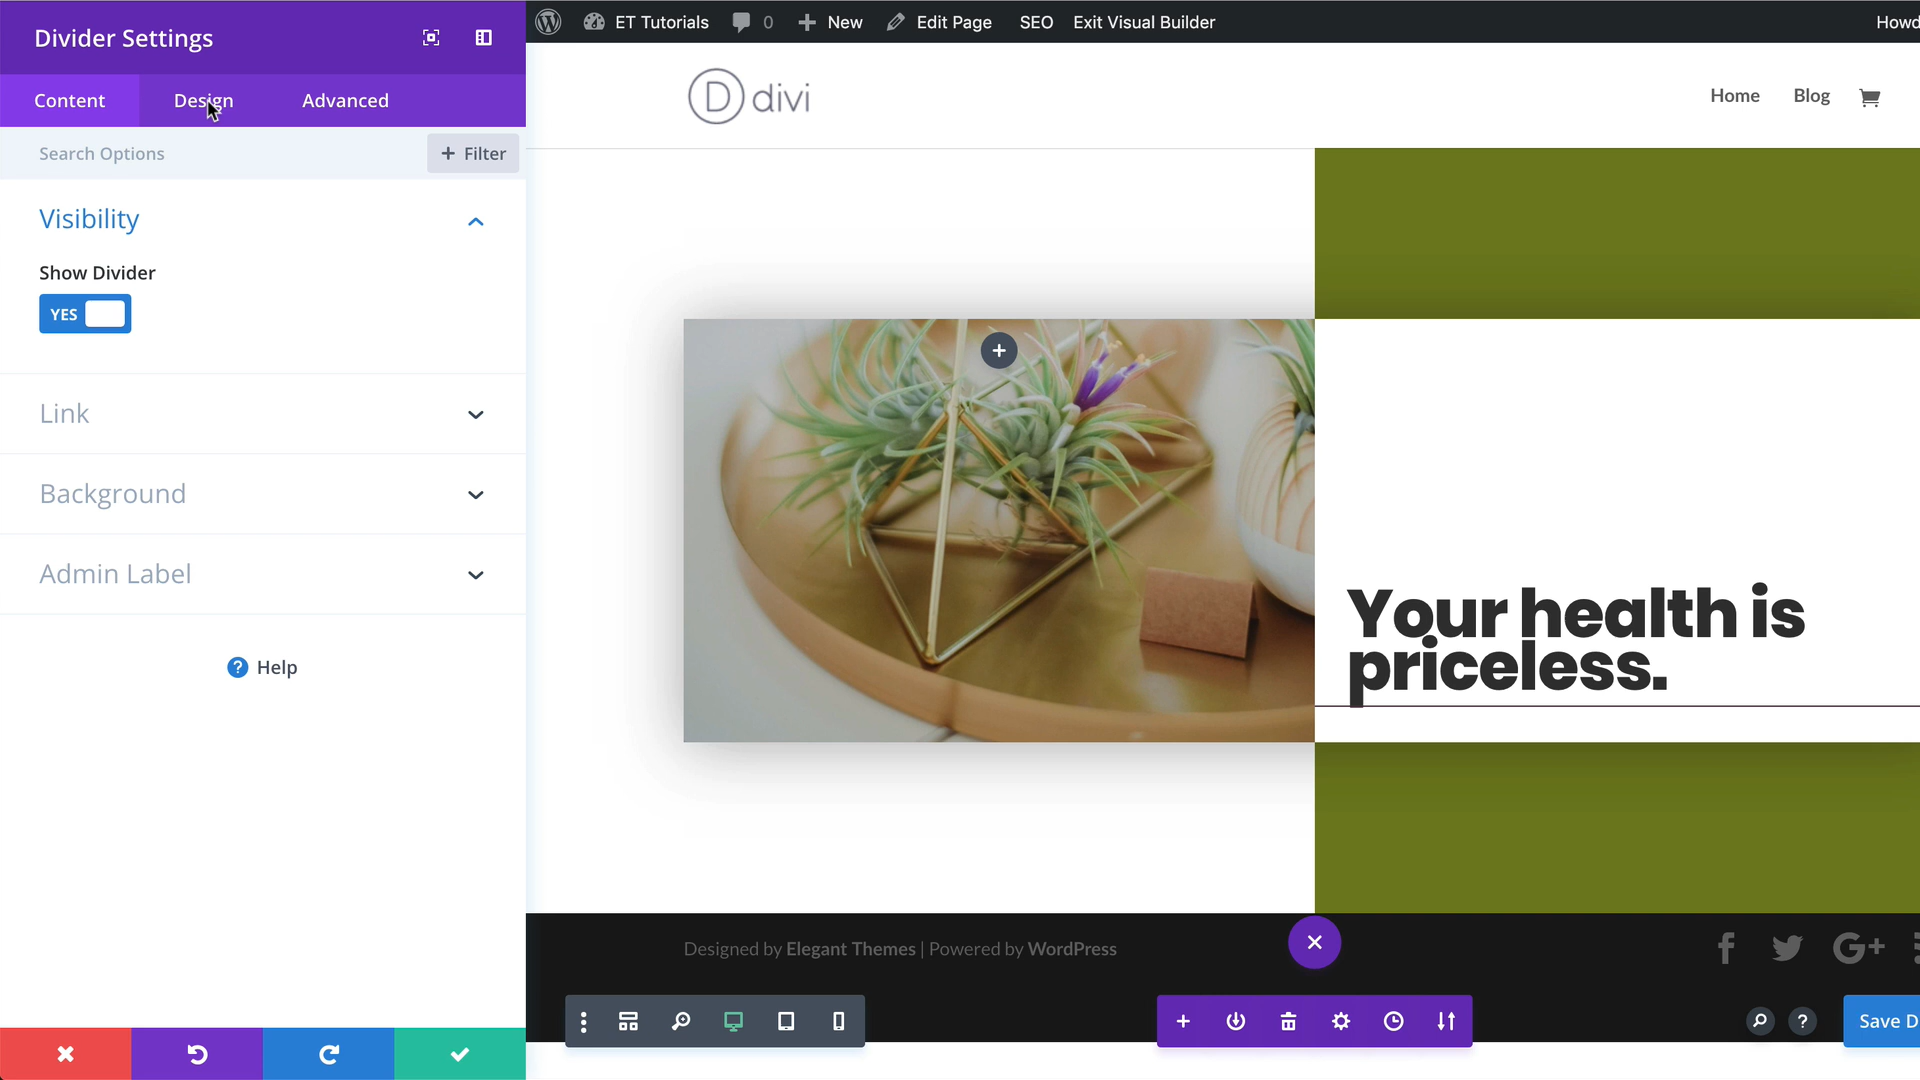 Divider Settings
ET Tutorials
0
New
Edit Page
SEO
Exit Visual Builder
Howd
Content
Design
Advanced
D divi
Home
Blog
Search Options
+ Filter
Visibility
Show Divider
YES
Link
Background
Admin Label
Help
Your health is
priceless.
Designed by Elegant Themes | Powered by WordPress
Save D